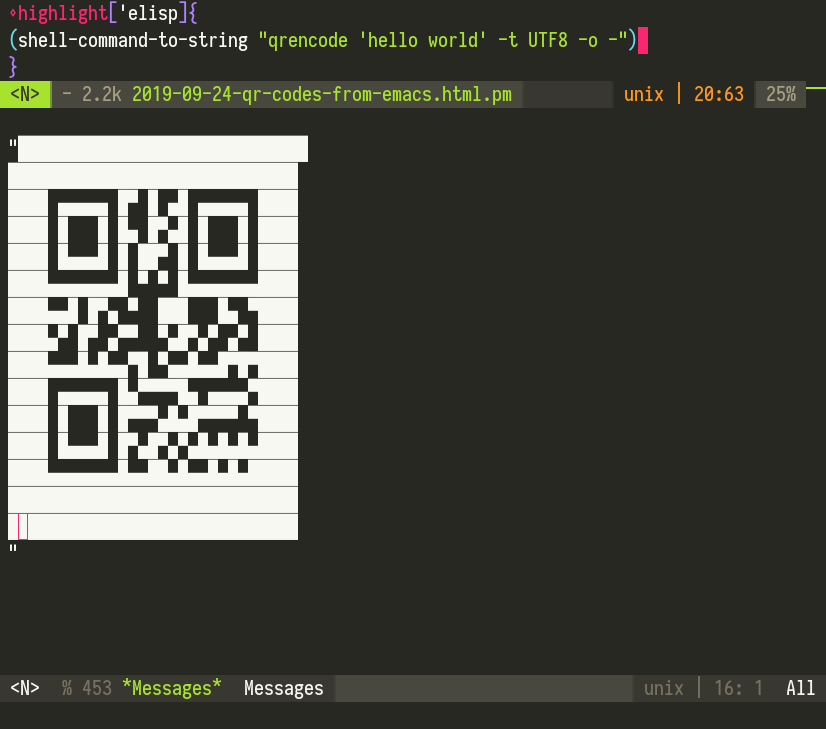 ◊highlight['elisp]{
(shell-command-to-string "qrencode 'hello world' -t UTF8 -o -")
}
<N> - 2.2k 2019-09-24-qr-codes-from-emacs.html.pm unix | 20:63 25%
"
"
<N> % 453 *Messages* Messages unix | 16: 1 All